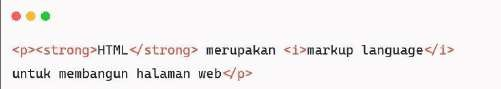 <p><strong>HTML</strong> merupakan <i>markup language</i>
untuk membangun halaman web</p>